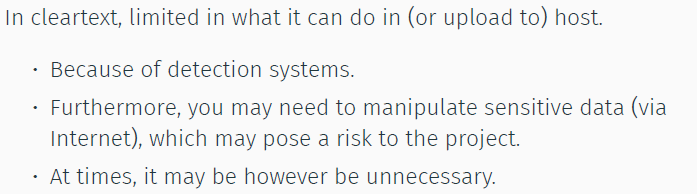 In cleartext, limited in what it can do in (or upload to) host.
• Because of detection systems.
• Furthermore, you may need to manipulate sensitive data (via
Internet), which may pose a risk to the project.
• At times, it may be however be unnecessary.